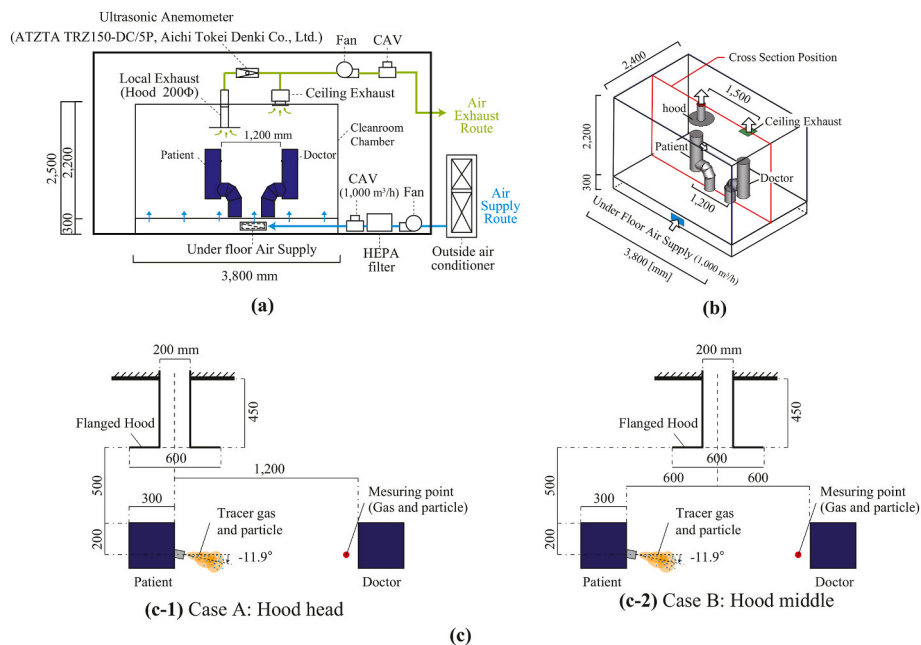 Ultrasonic Anemometer
(ATZTA TRZ150-DC/5P, Aichi Tokei Denki Co., Ltd.)
Fan
CAV
Local Exhaust
(Hood 200Φ)
Ceiling Exhaust
Air
Exhaust
Route
1,200 mm
Cleanroom
Chamber
Patient
Doctor
2,500
2,200
300
CAV
(1,000 m³/h)
Fan
Air
Supply
Route
Under floor Air Supply
HEPA
filter
Outside air
conditioner
3,800 mm
(a)
2,400
Cross Section Position
1,500
hood
Ceiling Exhaust
Patient
Doctor
2,200
300
1,200
Under Floor Air Supply (1,000 m³/h)
3,800 [mm]
(b)
200 mm
450
Flanged Hood
600
500
1,200
300
Mesuring point
(Gas and particle)
Tracer gas
and particle
200
-11.9°
Patient
Doctor
(c-1) Case A: Hood head
200 mm
450
Flanged Hood
600
600
600
500
300
Mesuring point
(Gas and particle)
Tracer gas
and particle
200
-11.9°
Patient
Doctor
(c-2) Case B: Hood middle
(c)